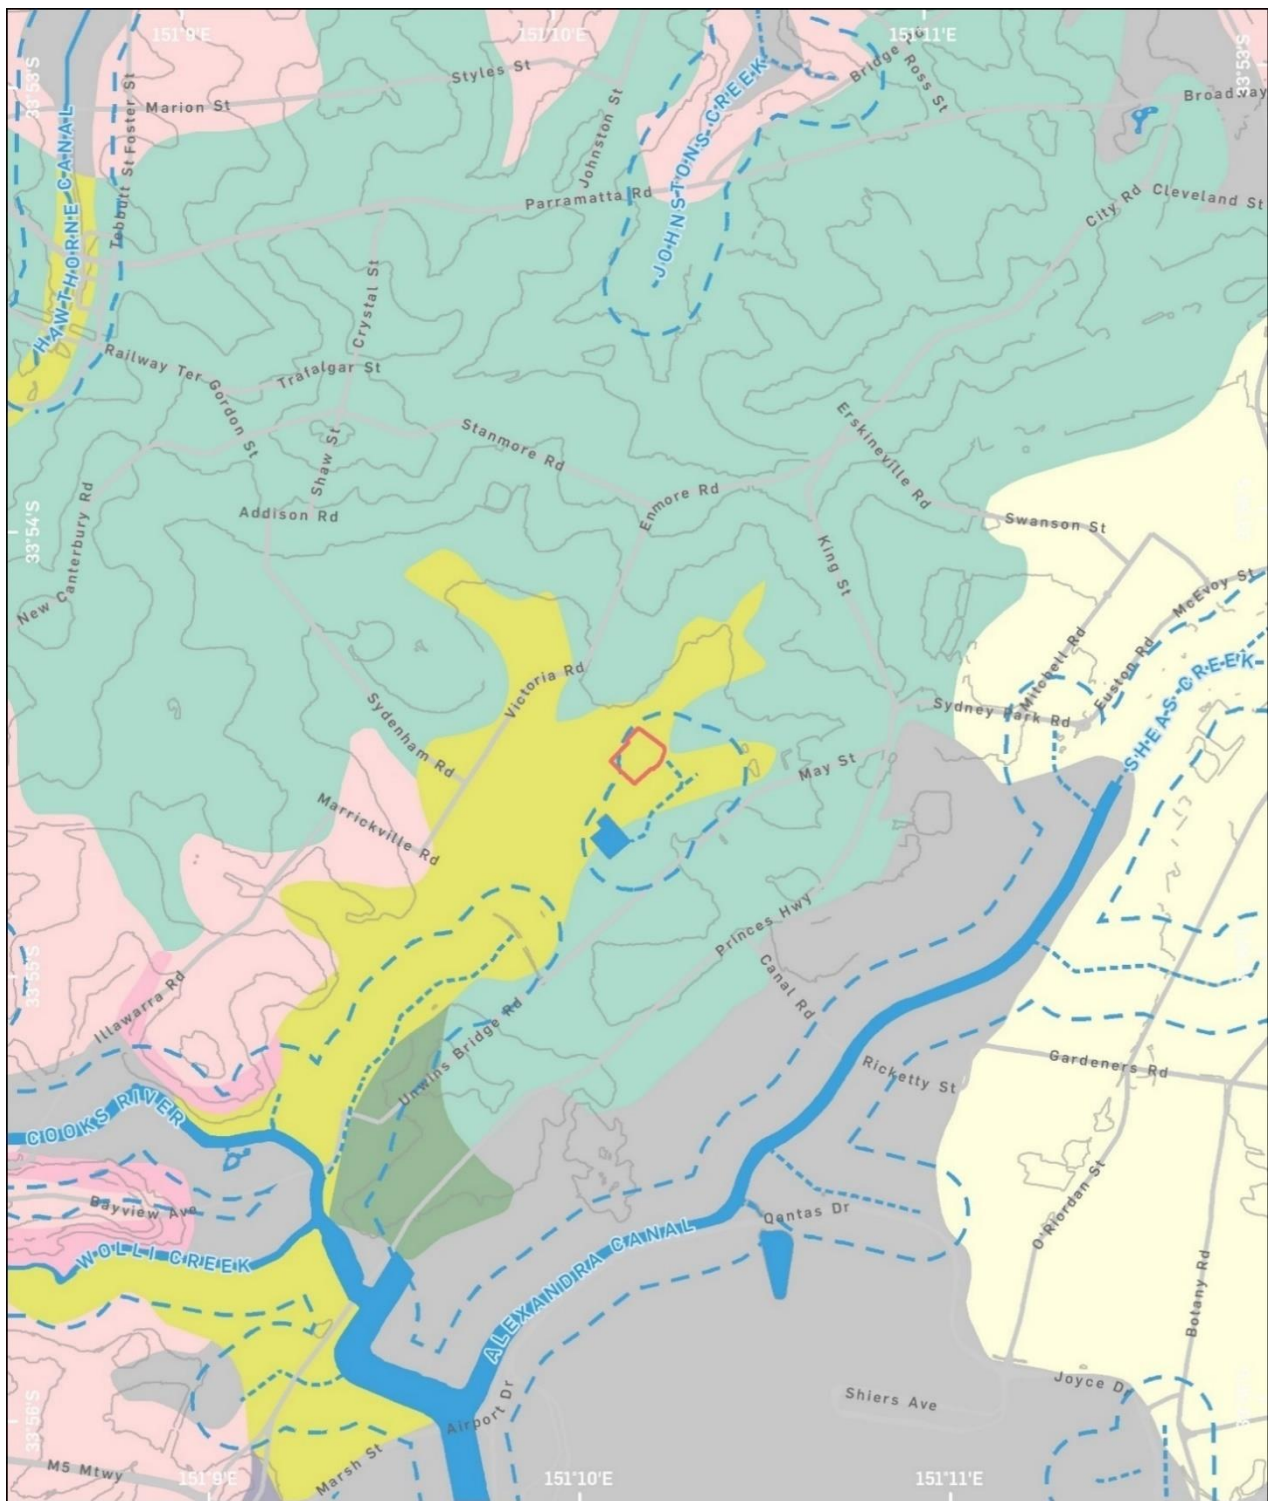 151°9'E
151°10'E
151°11'E
33°53'S
33°53'S
Bridge Rd
Ross St
Styles St
Marion St
Foster St
Tebbutt St
Johnston St
Broadway
JOHNSTONS CREEK
HAWTHORNE CANAL
Parramatta Rd
City Rd
Cleveland St
Crystal St
Railway Ter
Trafalgar St
Gordon St
Shaw St
Stanmore Rd
Erskineville Rd
Enmore Rd
New Canterbury Rd
Addison Rd
33°54'S
Swanson St
King St
McEvoy St
Mitchell Rd
Euston Rd
SHEAS CREEK
Victoria Rd
Sydenham Rd
Sydney Park Rd
May St
Marrickville Rd
Princes Hwy
Canal Rd
33°55'S
Illawarra Rd
Unwins Bridge Rd
Ricketty St
Gardeners Rd
COOKS RIVER
Bayview Ave
WOLLI CREEK
Qantas Dr
O'Riordan St
ALEXANDRA CANAL
Botany Rd
Joyce D
Shiers Ave
Airport Dr
33°56'S
Marsh St
M5 Mtwy
151°9'E
151°10'E
151°11'E